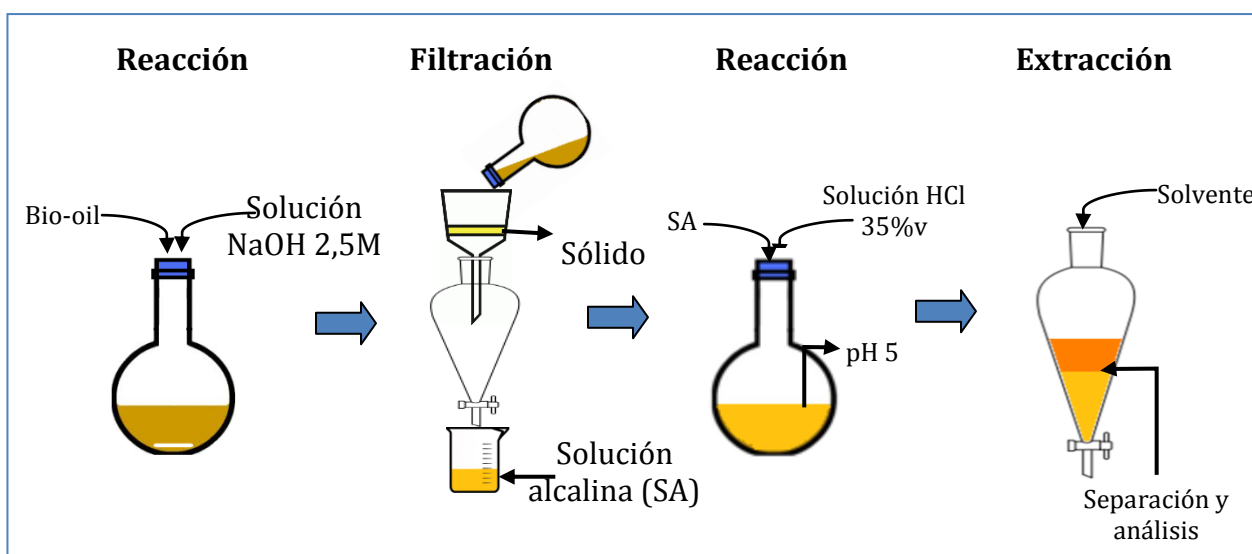 Reacción
Filtración
Reacción
Extracción
Bio-oil
Solución
NaOH 2,5M
Sólido
Solución
alcalina (SA)
SA
Solución HCl
35%v
pH 5
Solvente
Separación y
análisis